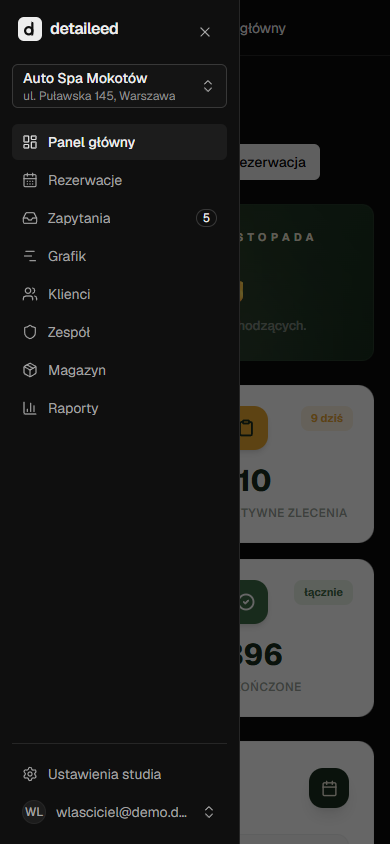 detaileed
główny
Auto Spa Mokotów
ul. Puławska 145, Warszawa
Panel główny
Rezerwacje
Zapytania
5
Grafik
Klienci
Zespół
Magazyn
Raporty
ezerwacja
STOPADA
hodzących.
9 dziś
10
TYWNE ZLECENIA
łącznie
396
OŃCZONE
Ustawienia studia
WL
wlasciciel@demo.d...